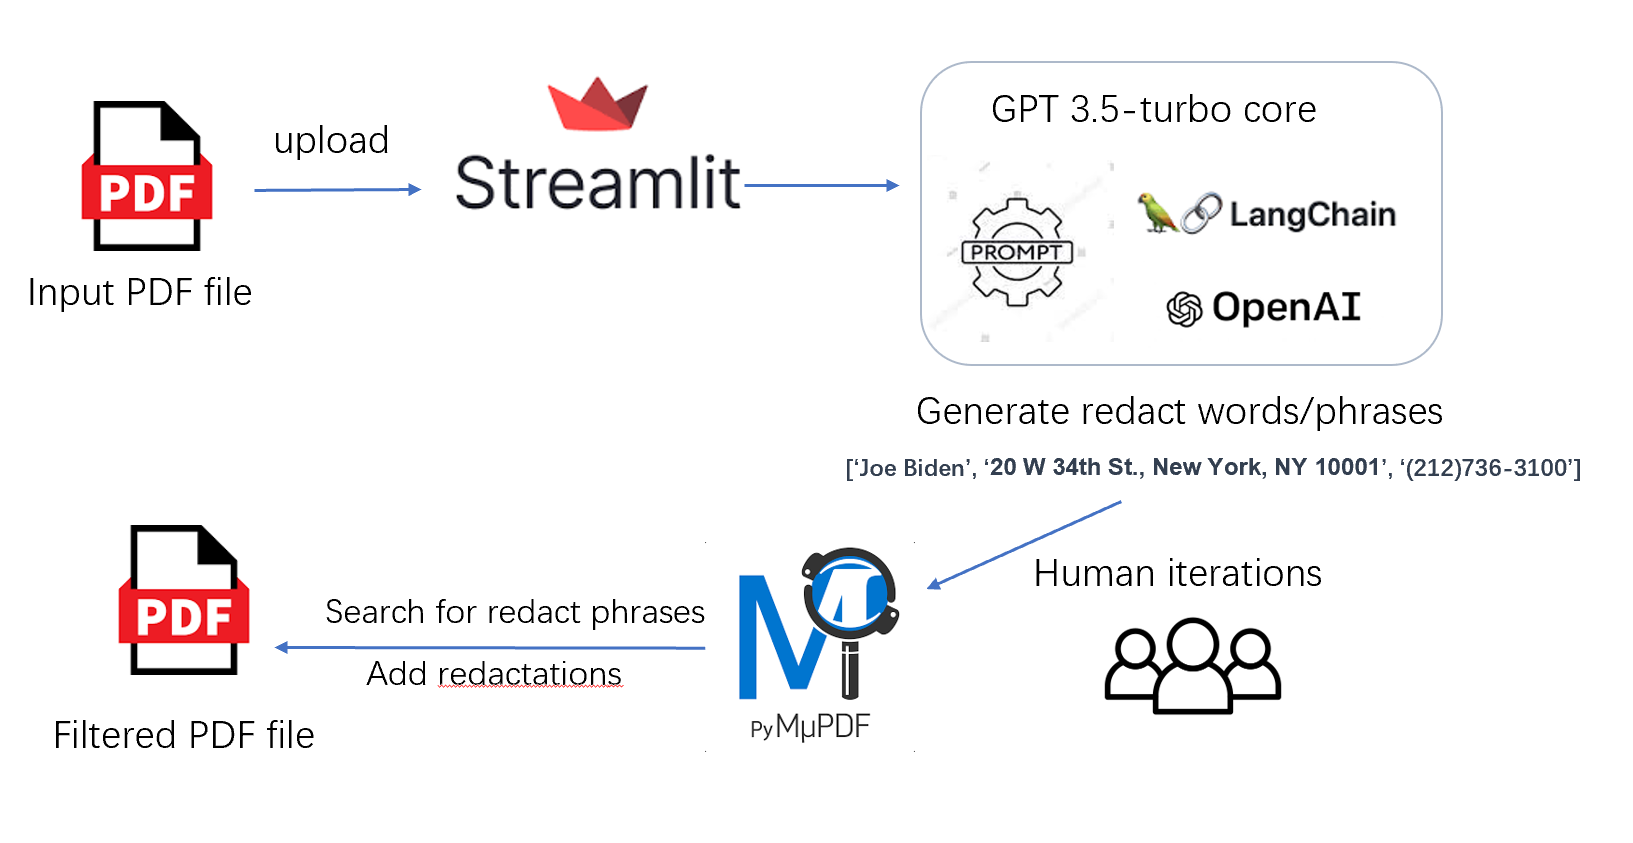 upload
PDF
Input PDF file
Streamlit
GPT 3.5-turbo core
PROMPT
LangChain
OpenAI
Generate redact words/phrases
[‘Joe Biden’, ‘20 W 34th St., New York, NY 10001’, ‘(212)736-3100’]
Human iterations
PyMµPDF
Search for redact phrases
Add redactations
PDF
Filtered PDF file